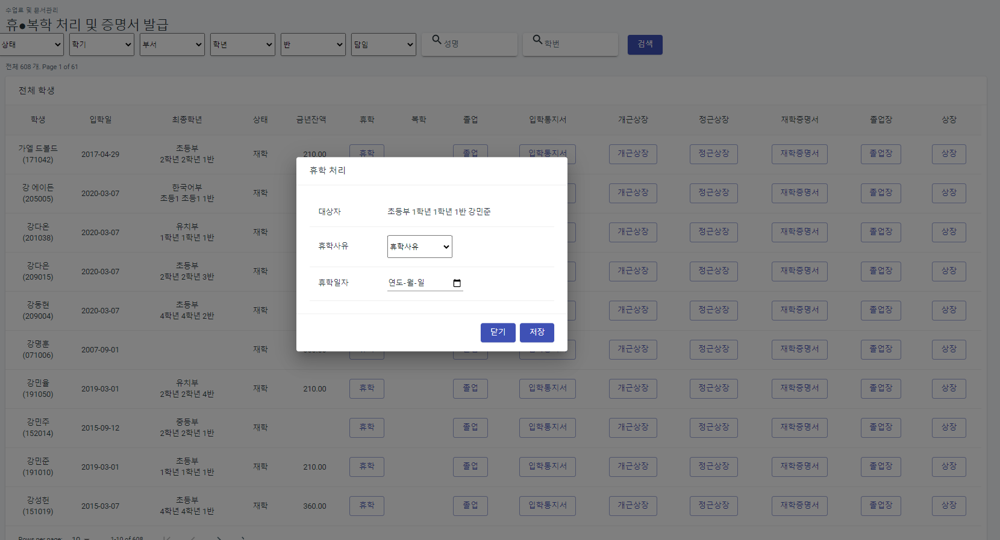 수업료 및 문서관리
휴●복학 처리 및 증명서 발급
상태 학기 부서 학년 반 담임 성명 학번 검색
전체 608 개. Page 1 of 61
전체 학생
학생 입학일 최종학년 상태 금년잔액 휴학 복학 졸업 입학통지서 개근상장 정근상장 재학증명서 졸업장 상장
가엘 드볼드
(171042) 2017-04-29 초등부
2학년 2학년 1반 재학 210.00 휴학 졸업 입학통지서 개근상장 정근상장 재학증명서 졸업장 상장
강 에이든
(205005) 2020-03-07 한국어부
초등1 초등1 1반 재학 개근상장 정근상장 재학증명서 졸업장 상장
강다온
(201038) 2020-03-07 유치부
1학년 1학년 1반 재학 개근상장 정근상장 재학증명서 졸업장 상장
강다온
(209015) 2020-03-07 초등부
2학년 2학년 3반 재학 개근상장 정근상장 재학증명서 졸업장 상장
강동현
(209004) 2020-03-07 초등부
4학년 4학년 2반 재학 개근상장 정근상장 재학증명서 졸업장 상장
강명훈
(071006) 2007-09-01 재학 개근상장 정근상장 재학증명서 졸업장 상장
강민율
(191050) 2019-03-01 유치부
2학년 2학년 4반 재학 210.00 휴학 졸업 입학통지서 개근상장 정근상장 재학증명서 졸업장 상장
강민주
(152014) 2015-09-12 중등부
2학년 2학년 1반 재학 휴학 졸업 입학통지서 개근상장 정근상장 재학증명서 졸업장 상장
강민준
(191010) 2019-03-01 초등부
1학년 1학년 1반 재학 210.00 휴학 졸업 입학통지서 개근상장 정근상장 재학증명서 졸업장 상장
강성헌
(151019) 2015-03-07 초등부
4학년 4학년 1반 재학 360.00 휴학 졸업 입학통지서 개근상장 정근상장 재학증명서 졸업장 상장
Rows per page: 10 1-10 of 608
휴학 처리
대상자 초등부 1학년 1학년 1반 강민준
휴학사유 휴학사유
휴학일자 연도-월-일
닫기 저장